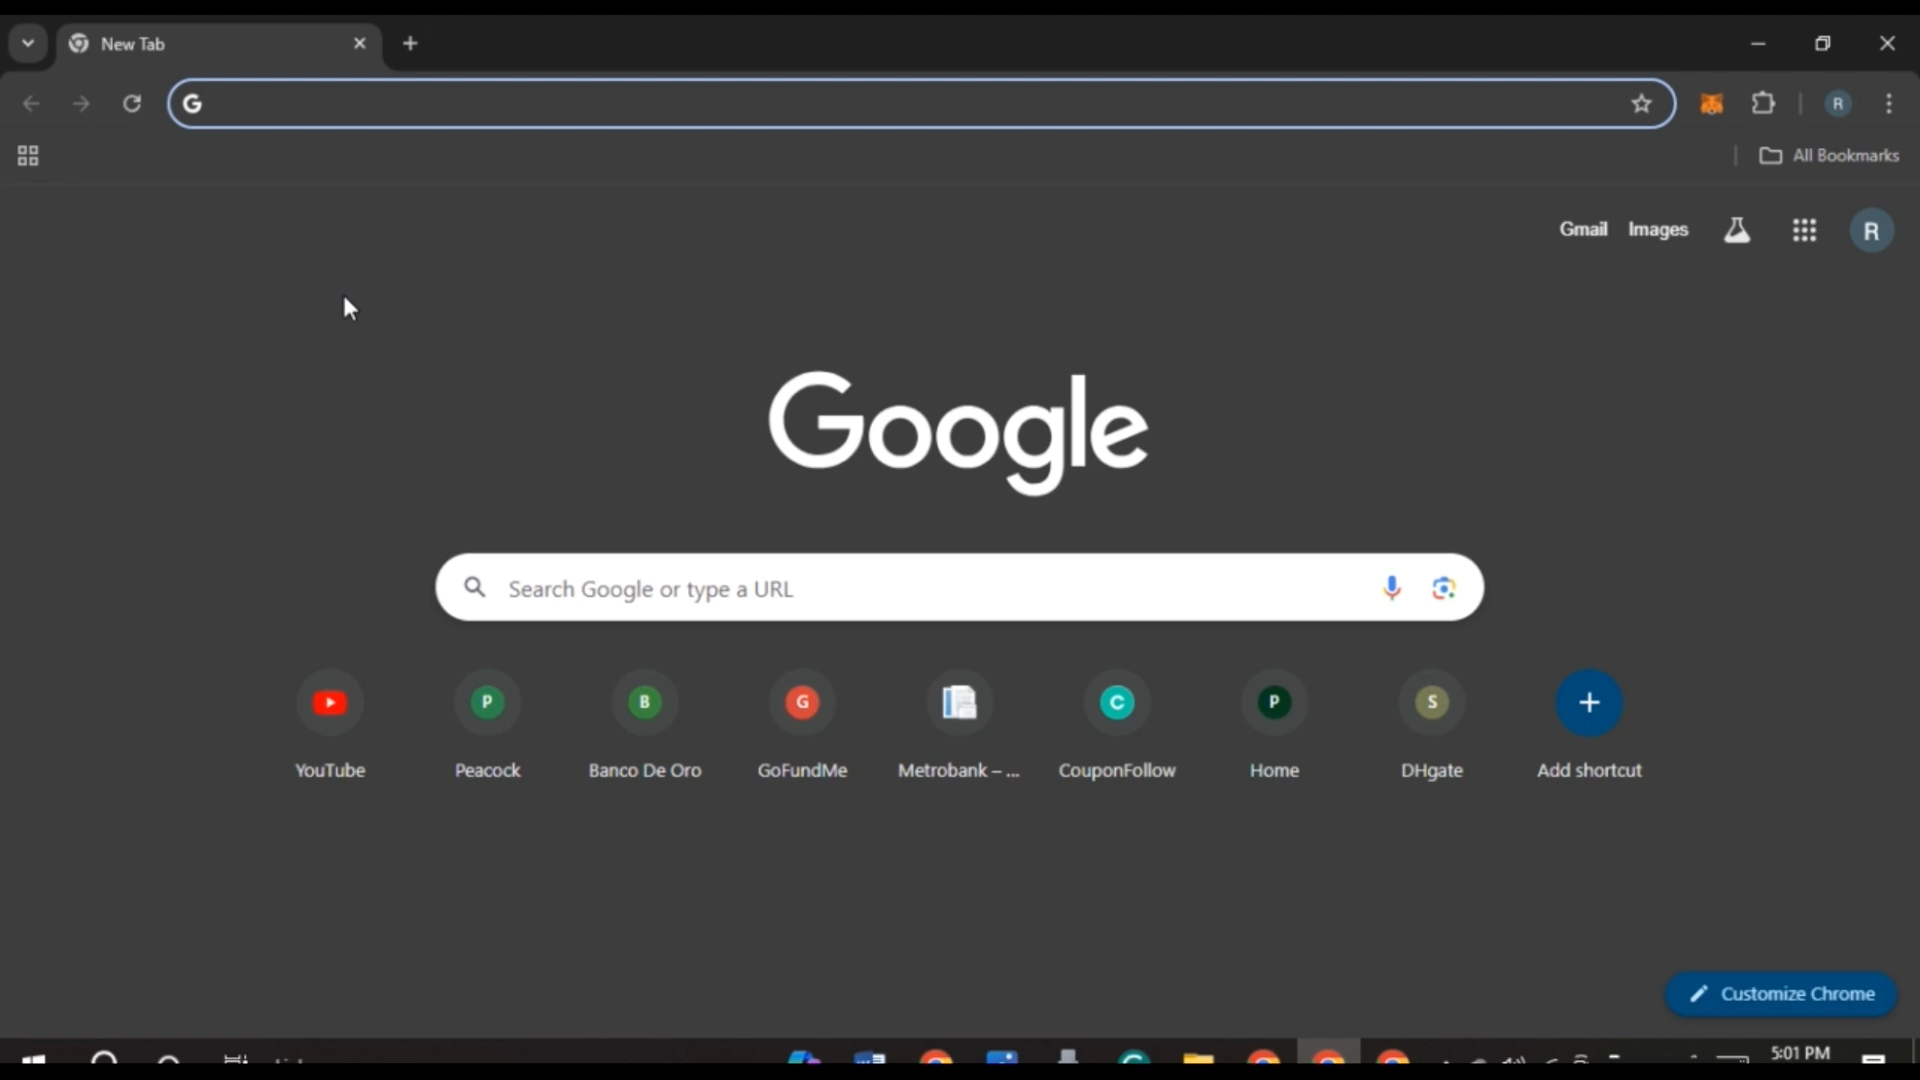 New Tab
G
R
All Bookmarks
Gmail Images
R
Google
Search Google or type a URL
P B G C P S
YouTube Peacock Banco De Oro GoFundMe Metrobank – ... CouponFollow Home DHgate Add shortcut
Customize Chrome
5:01 PM